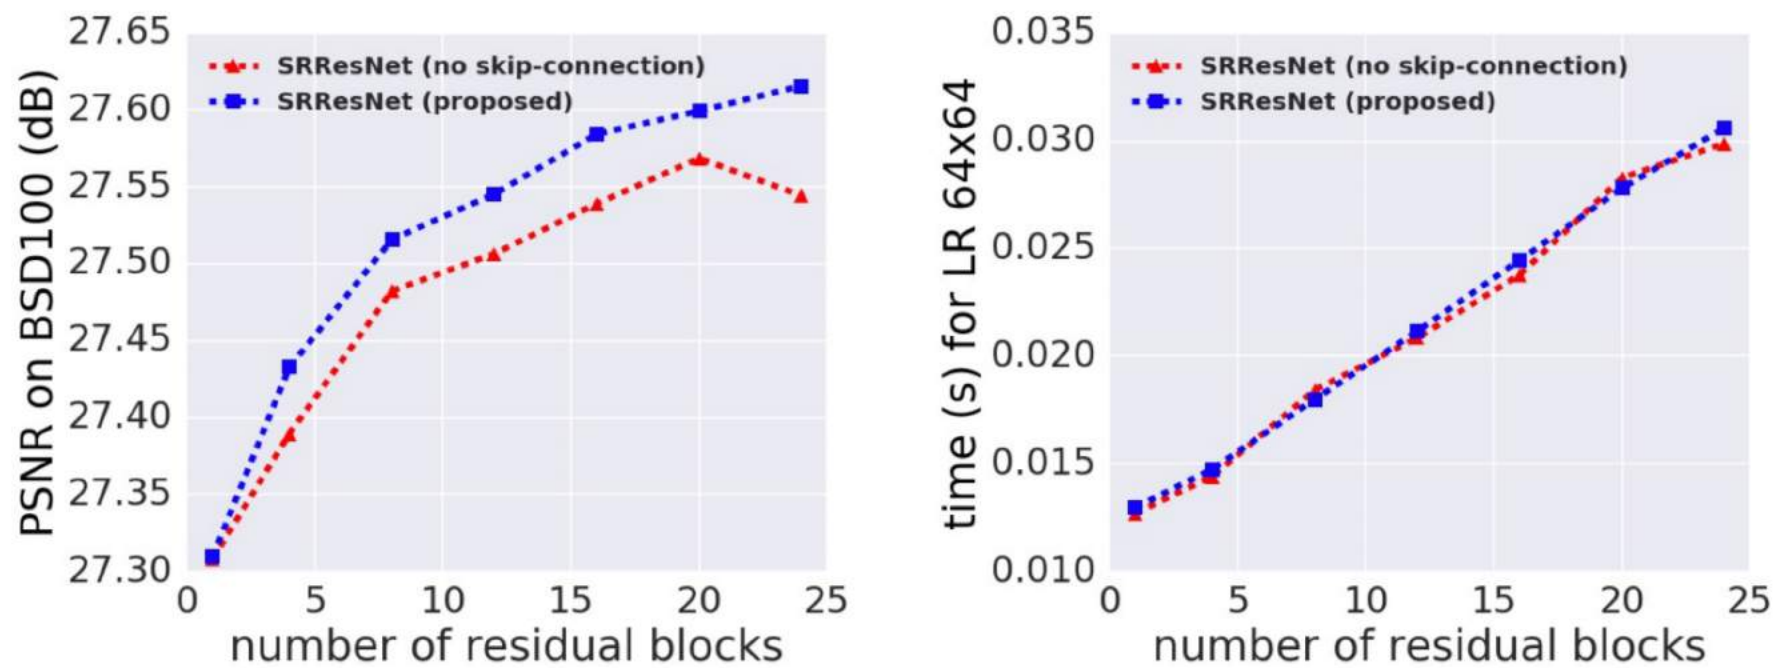 PSNR on BSD100 (dB)
27.65
27.60
27.55
27.50
27.45
27.40
27.35
27.30
SRResNet (no skip-connection)
SRResNet (proposed)
0 5 10 15 20 25
number of residual blocks
time (s) for LR 64x64
0.035
0.030
0.025
0.020
0.015
0.010
SRResNet (no skip-connection)
SRResNet (proposed)
0 5 10 15 20 25
number of residual blocks